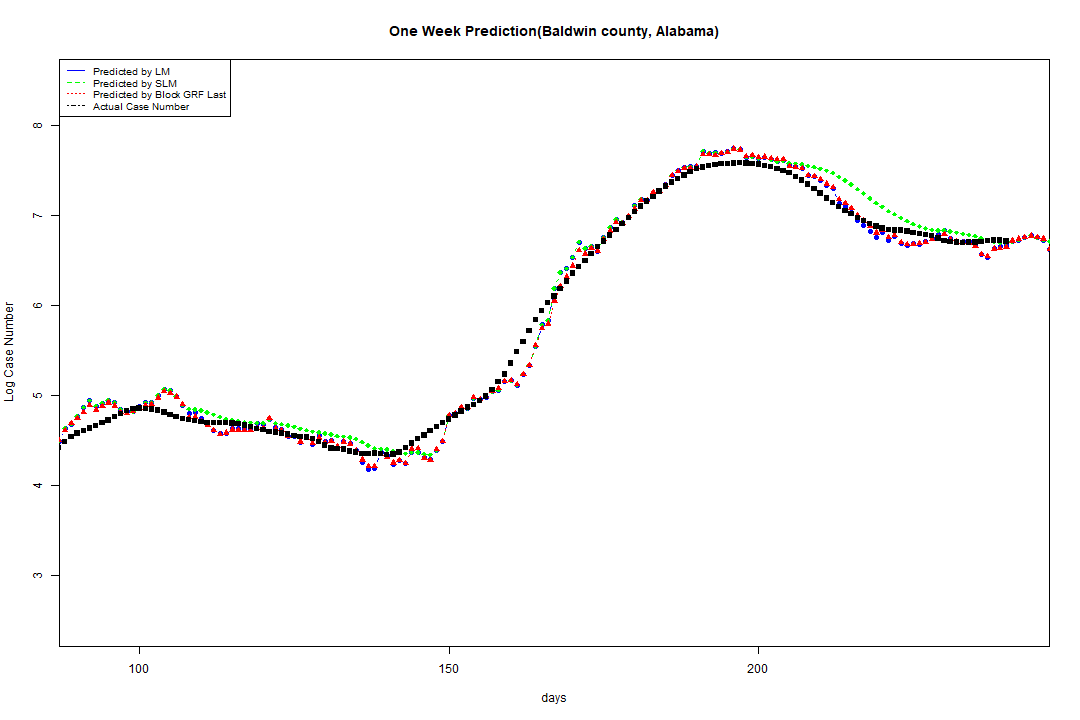 One Week Prediction(Baldwin county, Alabama)
Predicted by LM
Predicted by SLM
Predicted by Block GRF Last
Actual Case Number
8
7
6
5
4
3
Log Case Number
100 150 200
days